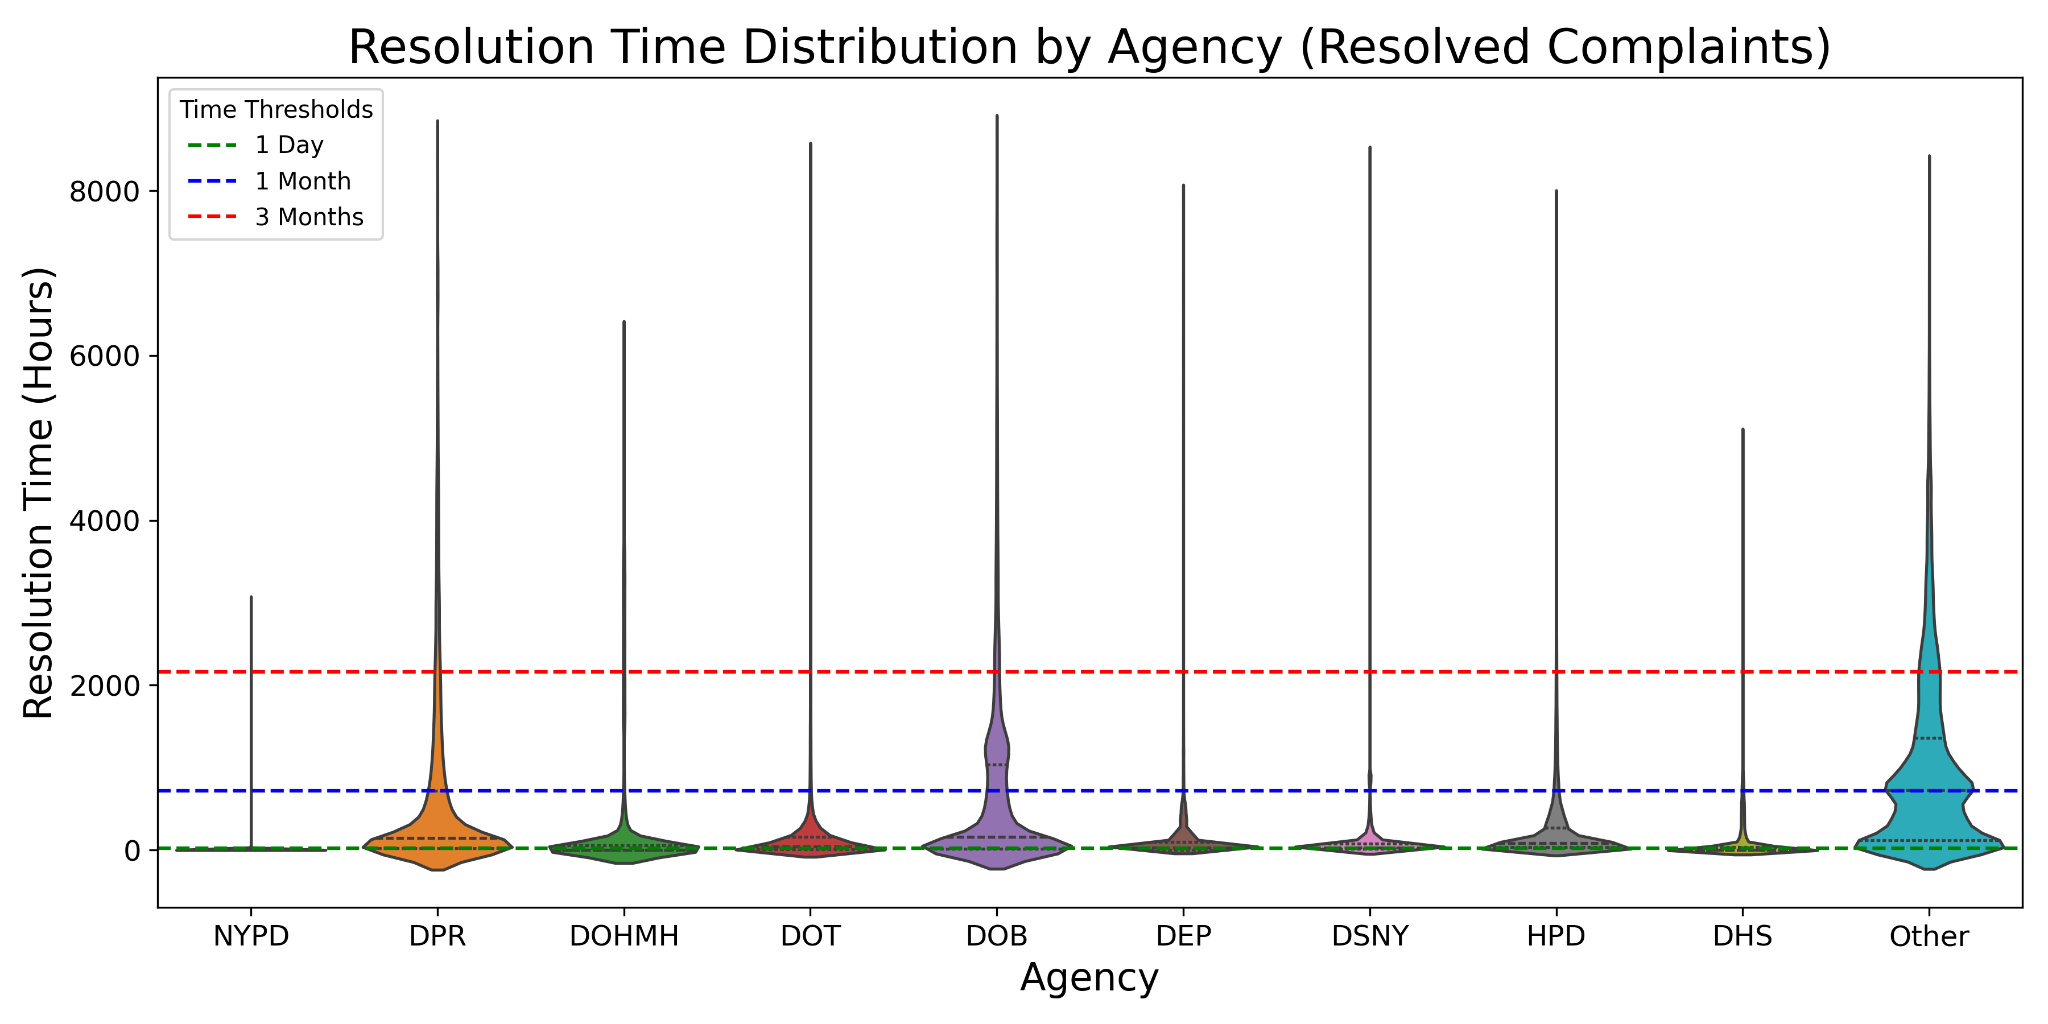 Resolution Time Distribution by Agency (Resolved Complaints)
Time Thresholds
1 Day
1 Month
3 Months
Resolution Time (Hours)
8000
6000
4000
2000
0
NYPD DPR DOHMH DOT DOB DEP DSNY HPD DHS Other
Agency